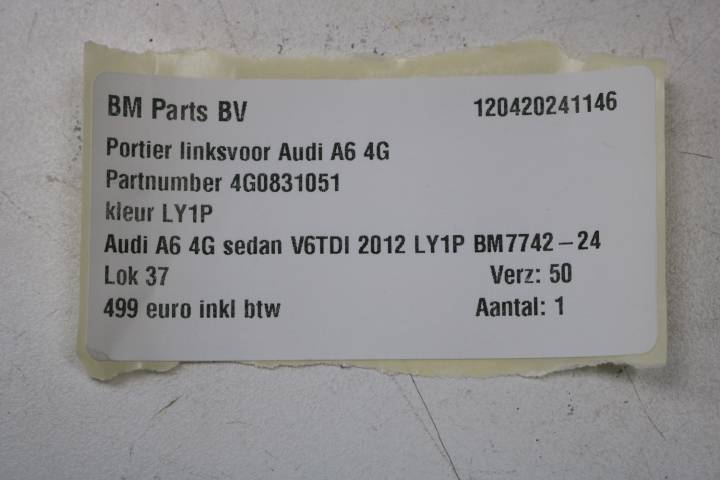 BM Parts BV 120420241146
Portier linksvoor Audi A6 4G
Partnumber 4G0831051
kleur LY1P
Audi A6 4G sedan V6TDI 2012 LY1P BM7742-24
Lok 37 Verz: 50
499 euro inkl btw Aantal: 1